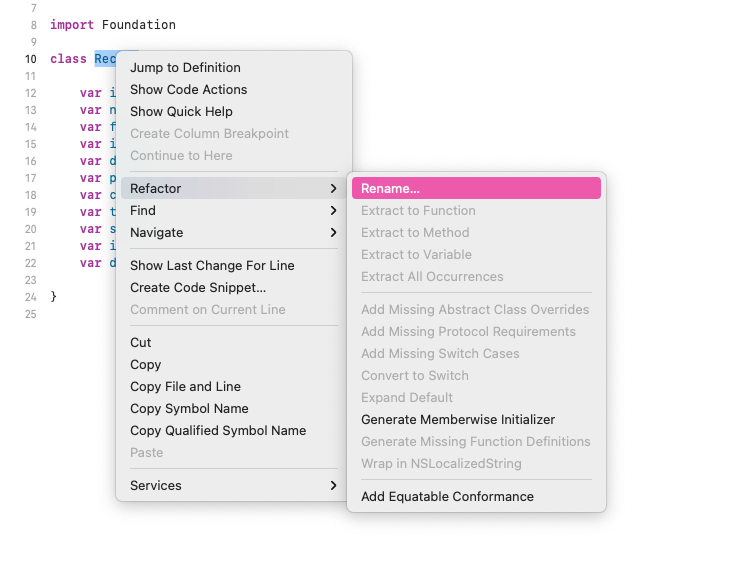 7
8 import Foundation
9
10 class Rec
11
12 var i
13 var n
14 var f
15 var i
16 var d
17 var p
18 var c
19 var t
20 var s
21 var i
22 var d
23
24 }
25
Jump to Definition
Show Code Actions
Show Quick Help
Create Column Breakpoint
Continue to Here
Refactor
Find
Navigate
Show Last Change For Line
Create Code Snippet...
Comment on Current Line
Cut
Copy
Copy File and Line
Copy Symbol Name
Copy Qualified Symbol Name
Paste
Services
Rename...
Extract to Function
Extract to Method
Extract to Variable
Extract All Occurrences
Add Missing Abstract Class Overrides
Add Missing Protocol Requirements
Add Missing Switch Cases
Convert to Switch
Expand Default
Generate Memberwise Initializer
Generate Missing Function Definitions
Wrap in NSLocalizedString
Add Equatable Conformance